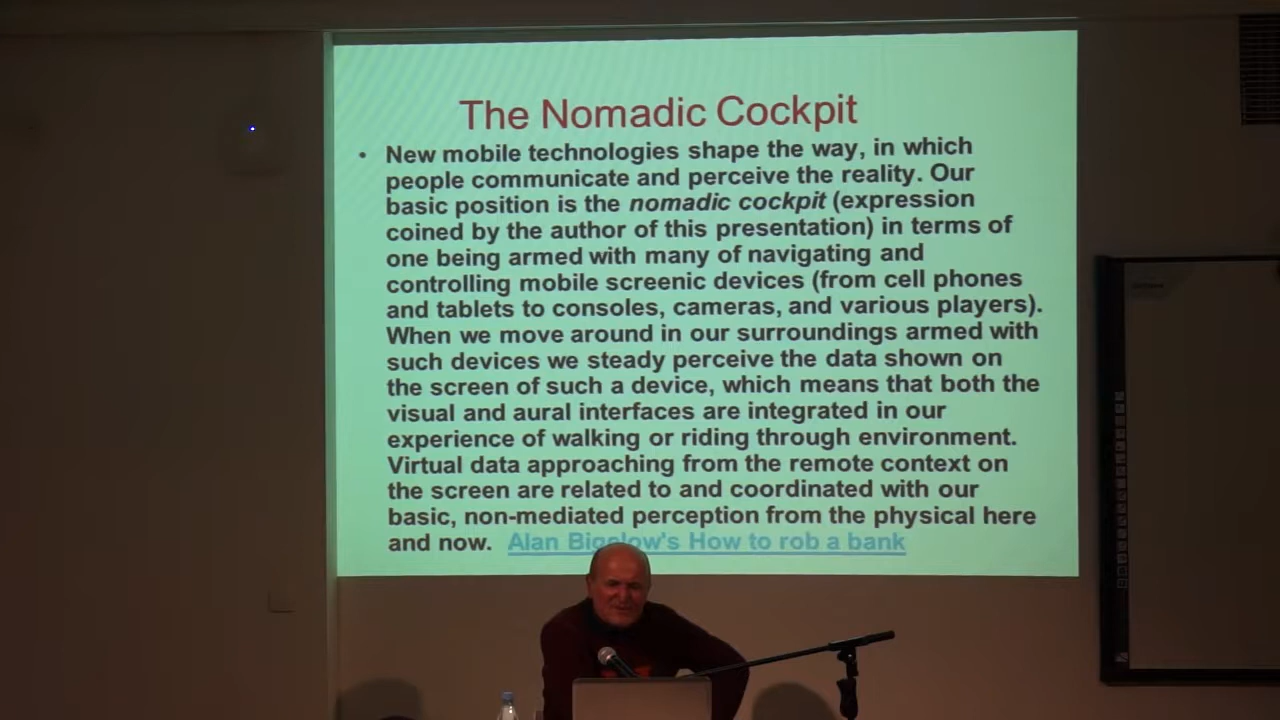 The Nomadic Cockpit
• New mobile technologies shape the way, in which
people communicate and perceive the reality. Our
basic position is the nomadic cockpit (expression
coined by the author of this presentation) in terms of
one being armed with many of navigating and
controlling mobile screenic devices (from cell phones
and tablets to consoles, cameras, and various players).
When we move around in our surroundings armed with
such devices we steady perceive the data shown on
the screen of such a device, which means that both the
visual and aural interfaces are integrated in our
experience of walking or riding through environment.
Virtual data approaching from the remote context on
the screen are related to and coordinated with our
basic, non-mediated perception from the physical here
and now. Alan Bigelow's How to rob a bank